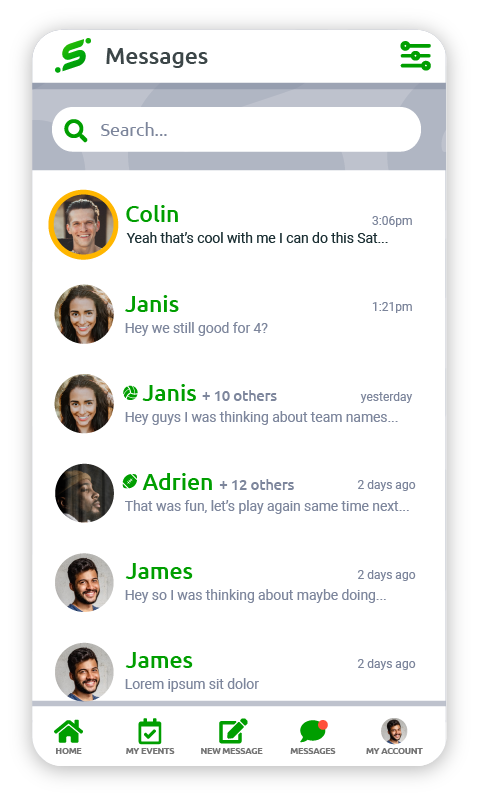 Messages
Search...
Colin
3:06pm
Yeah that's cool with me I can do this Sat...
Janis
1:21pm
Hey we still good for 4?
Janis + 10 others
yesterday
Hey guys I was thinking about team names...
Adrien + 12 others
2 days ago
That was fun, let's play again same time next...
James
2 days ago
Hey so I was thinking about maybe doing...
James
2 days ago
Lorem ipsum sit dolor
HOME
MY EVENTS
NEW MESSAGE
MESSAGES
MY ACCOUNT